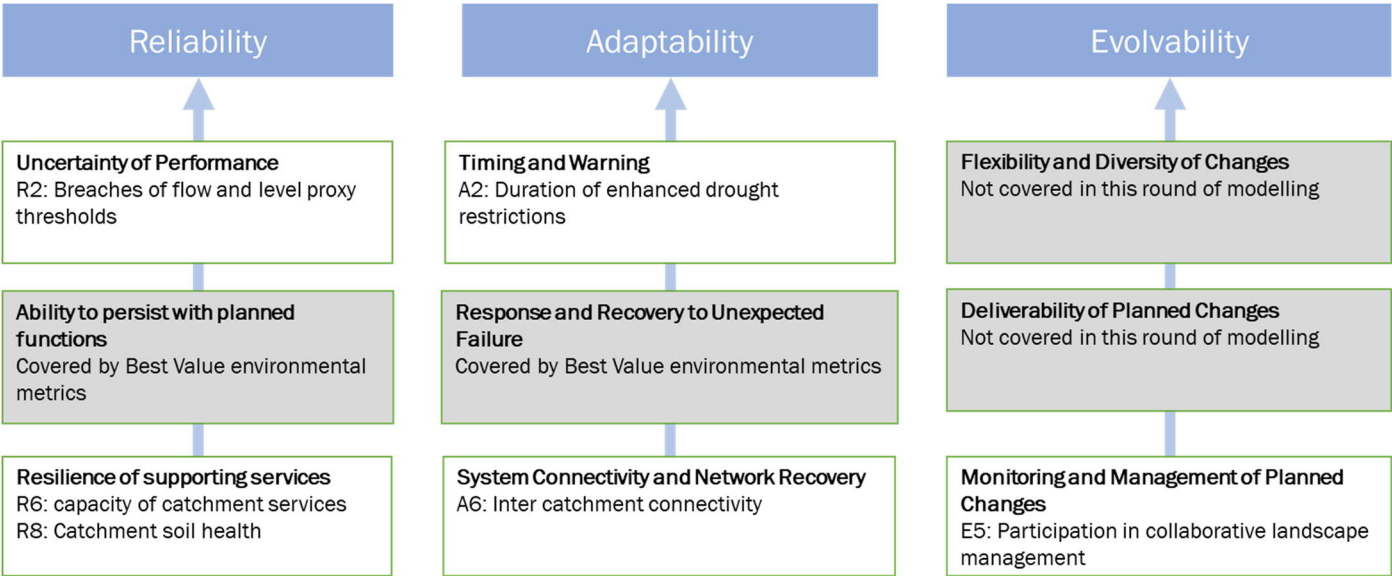 Reliability
Uncertainty of Performance
R2: Breaches of flow and level proxy
thresholds
Ability to persist with planned
functions
Covered by Best Value environmental
metrics
Resilience of supporting services
R6: capacity of catchment services
R8: Catchment soil health
Adaptability
Timing and Warning
A2: Duration of enhanced drought
restrictions
Response and Recovery to Unexpected
Failure
Covered by Best Value environmental metrics
System Connectivity and Network Recovery
A6: Inter catchment connectivity
Evolvability
Flexibility and Diversity of Changes
Not covered in this round of modelling
Deliverability of Planned Changes
Not covered in this round of modelling
Monitoring and Management of Planned
Changes
E5: Participation in collaborative landscape
management